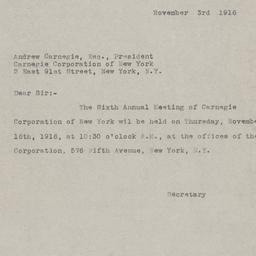 November 3rd 1916
Andrew Carnegie, Esq., President
Carnegie Corporation of New York
2 East 91st Street, New York, N.Y.
Dear Sir:-
The Sixth Annual Meeting of Carnegie
Corporation of New York wil be held on Thursday, Novembe
16th, 1916, at 10:30 o'clock A.M., at the offices of the
Corporation, 576 Fifth Avenue, New York, N.Y.
Secretary